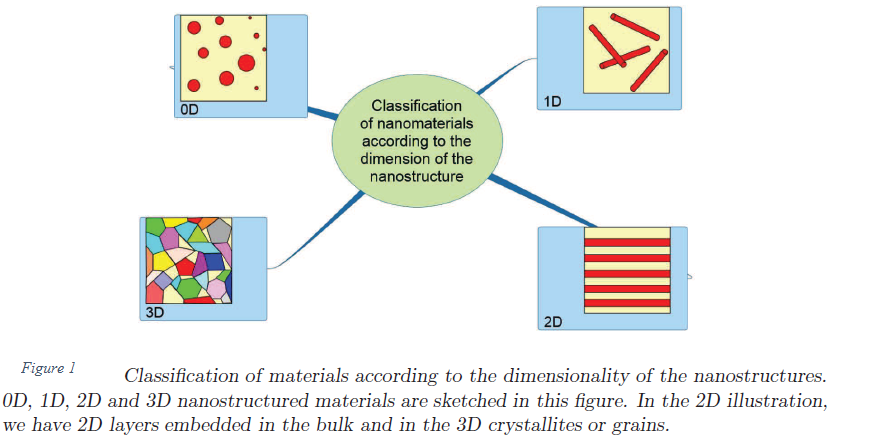 0D
1D
Classification
of nanomaterials
according to the
dimension of the
nanostructure
3D
2D
Figure 1 Classification of materials according to the dimensionality of the nanostructures.
0D, 1D, 2D and 3D nanostructured materials are sketched in this figure. In the 2D illustration,
we have 2D layers embedded in the bulk and in the 3D crystallites or grains.